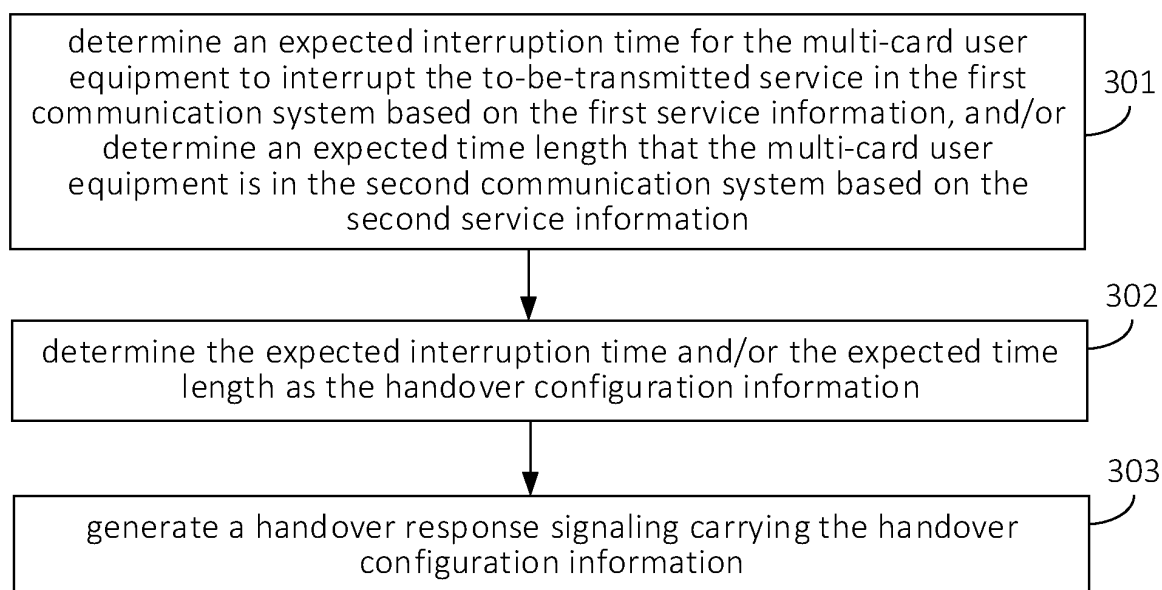 determine an expected interruption time for the multi-card user
equipment to interrupt the to-be-transmitted service in the first
communication system based on the first service information, and/or
determine an expected time length that the multi-card user
equipment is in the second communication system based on the
second service information
301
302
determine the expected interruption time and/or the expected time
length as the handover configuration information
303
generate a handover response signaling carrying the handover
configuration information